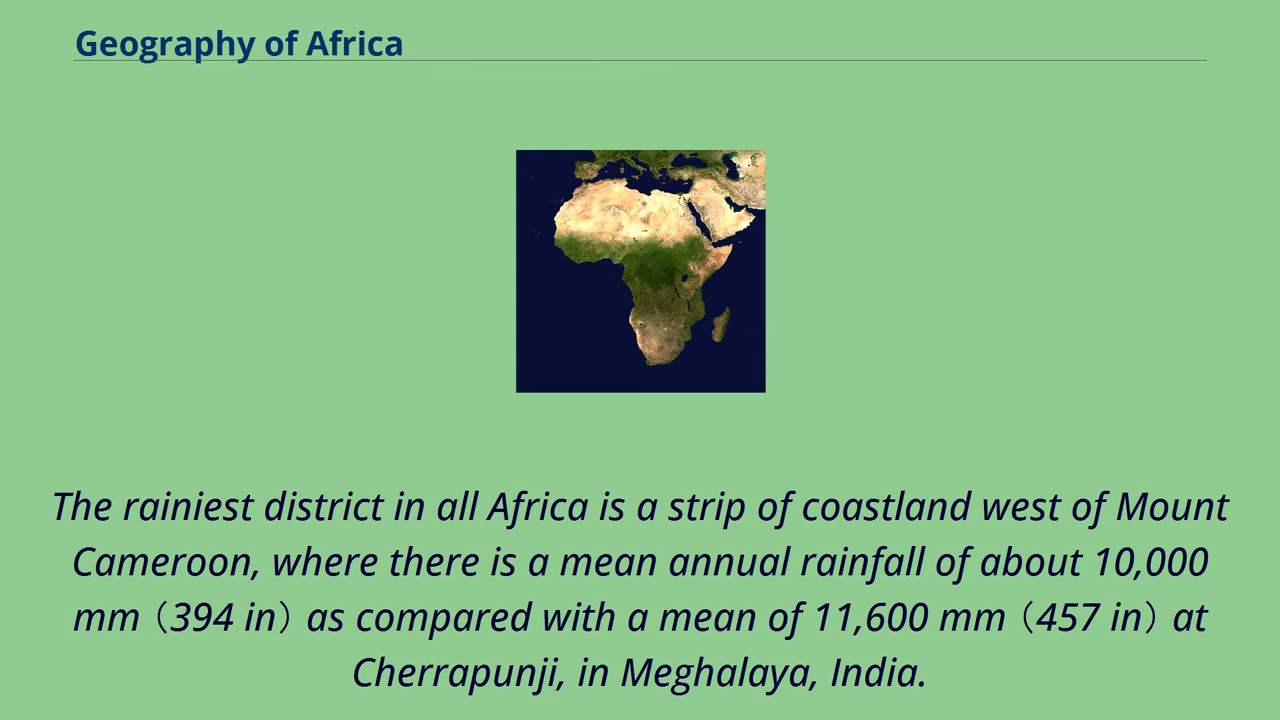 Geography of Africa
The rainiest district in all Africa is a strip of coastland west of Mount
Cameroon, where there is a mean annual rainfall of about 10,000
mm（394 in）as compared with a mean of 11,600 mm（457 in）at
Cherrapunji, in Meghalaya, India.